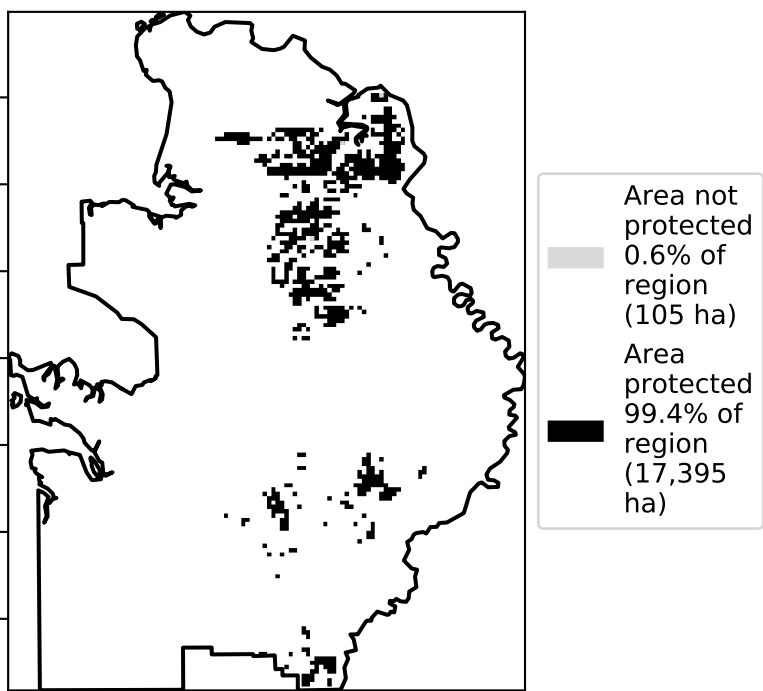 Area not
protected
0.6% of
region
(105 ha)
Area
protected
99.4% of
region
(17,395
ha)